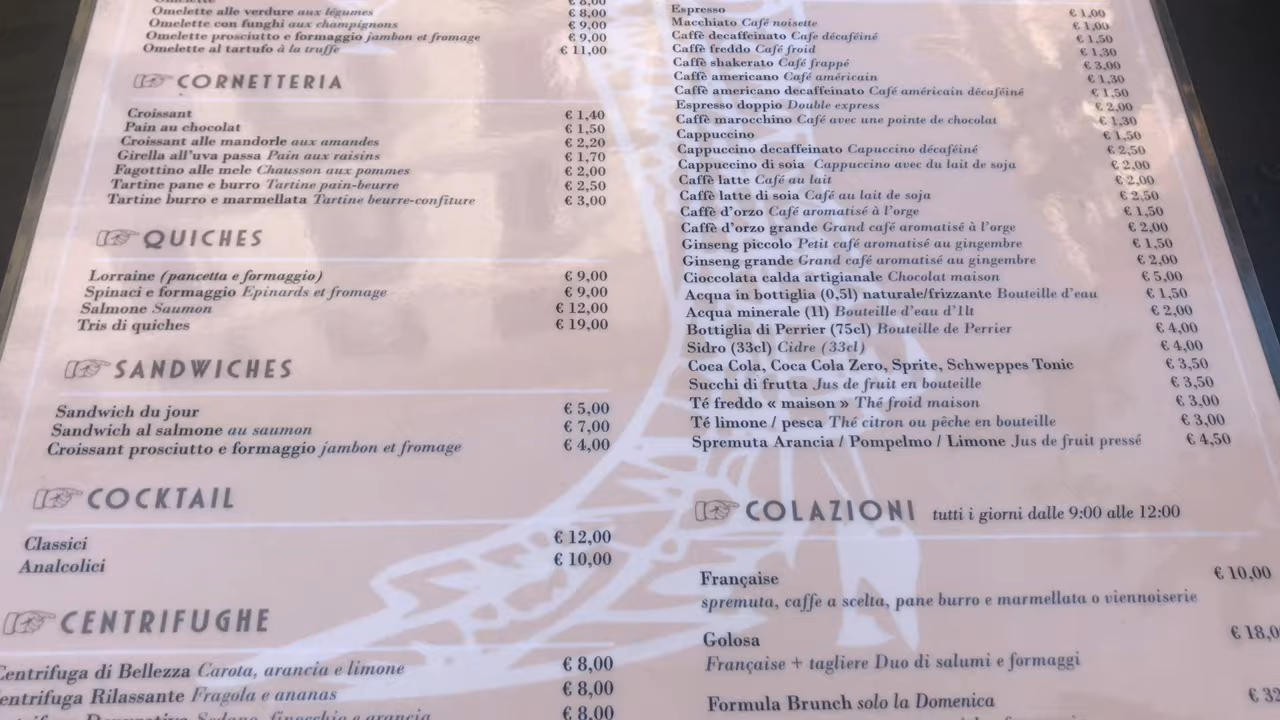 Omelette € 8,00
Omelette alle verdure aux légumes € 8,00
Omelette con funghi aux champignons € 9,00
Omelette prosciutto e formaggio jambon et fromage € 9,00
Omelette al tartufo à la truffe € 11,00
CORNETTERIA
Croissant € 1,40
Pain au chocolat € 1,50
Croissant alle mandorle aux amandes € 2,20
Girella all'uva passa Pain aux raisins € 1,70
Fagottino alle mele Chausson aux pommes € 2,00
Tartine pane e burro Tartine pain-beurre € 2,50
Tartine burro e marmellata Tartine beurre-confiture € 3,00
QUICHES
Lorraine (pancetta e formaggio) € 9,00
Spinaci e formaggio Epinards et fromage € 9,00
Salmone Saumon € 12,00
Tris di quiches € 19,00
SANDWICHES
Sandwich du jour € 5,00
Sandwich al salmone au saumon € 7,00
Croissant prosciutto e formaggio jambon et fromage € 4,00
COCKTAIL
Classici € 12,00
Analcolici € 10,00
CENTRIFUGHE
Centrifuga di Bellezza Carota, arancia e limone € 8,00
Centrifuga Rilassante Fragola e ananas € 8,00
Sedano, finocchio e arancia € 8,00
Espresso € 1,00
Macchiato Café noisette € 1,00
Caffè decaffeinato Cafe décaféiné € 1,50
Caffè freddo Café froid € 1,30
Caffè shakerato Café frappé € 3,00
Caffè americano Café américain € 1,30
Caffè americano decaffeinato Café américain décaféiné € 1,50
Espresso doppio Double express € 2,00
Caffè marocchino Café avec une pointe de chocolat € 1,30
Cappuccino € 1,50
Cappuccino decaffeinato Capuccino décaféiné € 2,50
Cappuccino di soia Cappuccino avec du lait de soja € 2,00
Caffè latte Café au lait € 2,00
Caffè latte di soia Café au lait de soja € 2,50
Caffè d'orzo Café aromatisé à l'orge € 1,50
Caffè d'orzo grande Grand café aromatisé à l'orge € 2,00
Ginseng piccolo Petit café aromatisé au gingembre € 1,50
Ginseng grande Grand café aromatisé au gingembre € 2,00
Cioccolata calda artigianale Chocolat maison € 5,00
Acqua in bottiglia (0,5l) naturale/frizzante Bouteille d'eau € 1,50
Acqua minerale (1l) Bouteille d'eau d'1lt € 2,00
Bottiglia di Perrier (75cl) Bouteille de Perrier € 4,00
Sidro (33cl) Cidre (33cl) € 4,00
Coca Cola, Coca Cola Zero, Sprite, Schweppes Tonic € 3,50
Succhi di frutta Jus de fruit en bouteille € 3,50
Té freddo « maison » Thé froid maison € 3,00
Té limone / pesca Thé citron ou pêche en bouteille € 3,00
Spremuta Arancia / Pompelmo / Limone Jus de fruit pressé € 4,50
COLAZIONI tutti i giorni dalle 9:00 alle 12:00
Française € 10,00
spremuta, caffe a scelta, pane burro e marmellata o viennoiserie
Golosa € 18,0
Française + tagliere Duo di salumi e formaggi
Formula Brunch solo la Domenica € 32